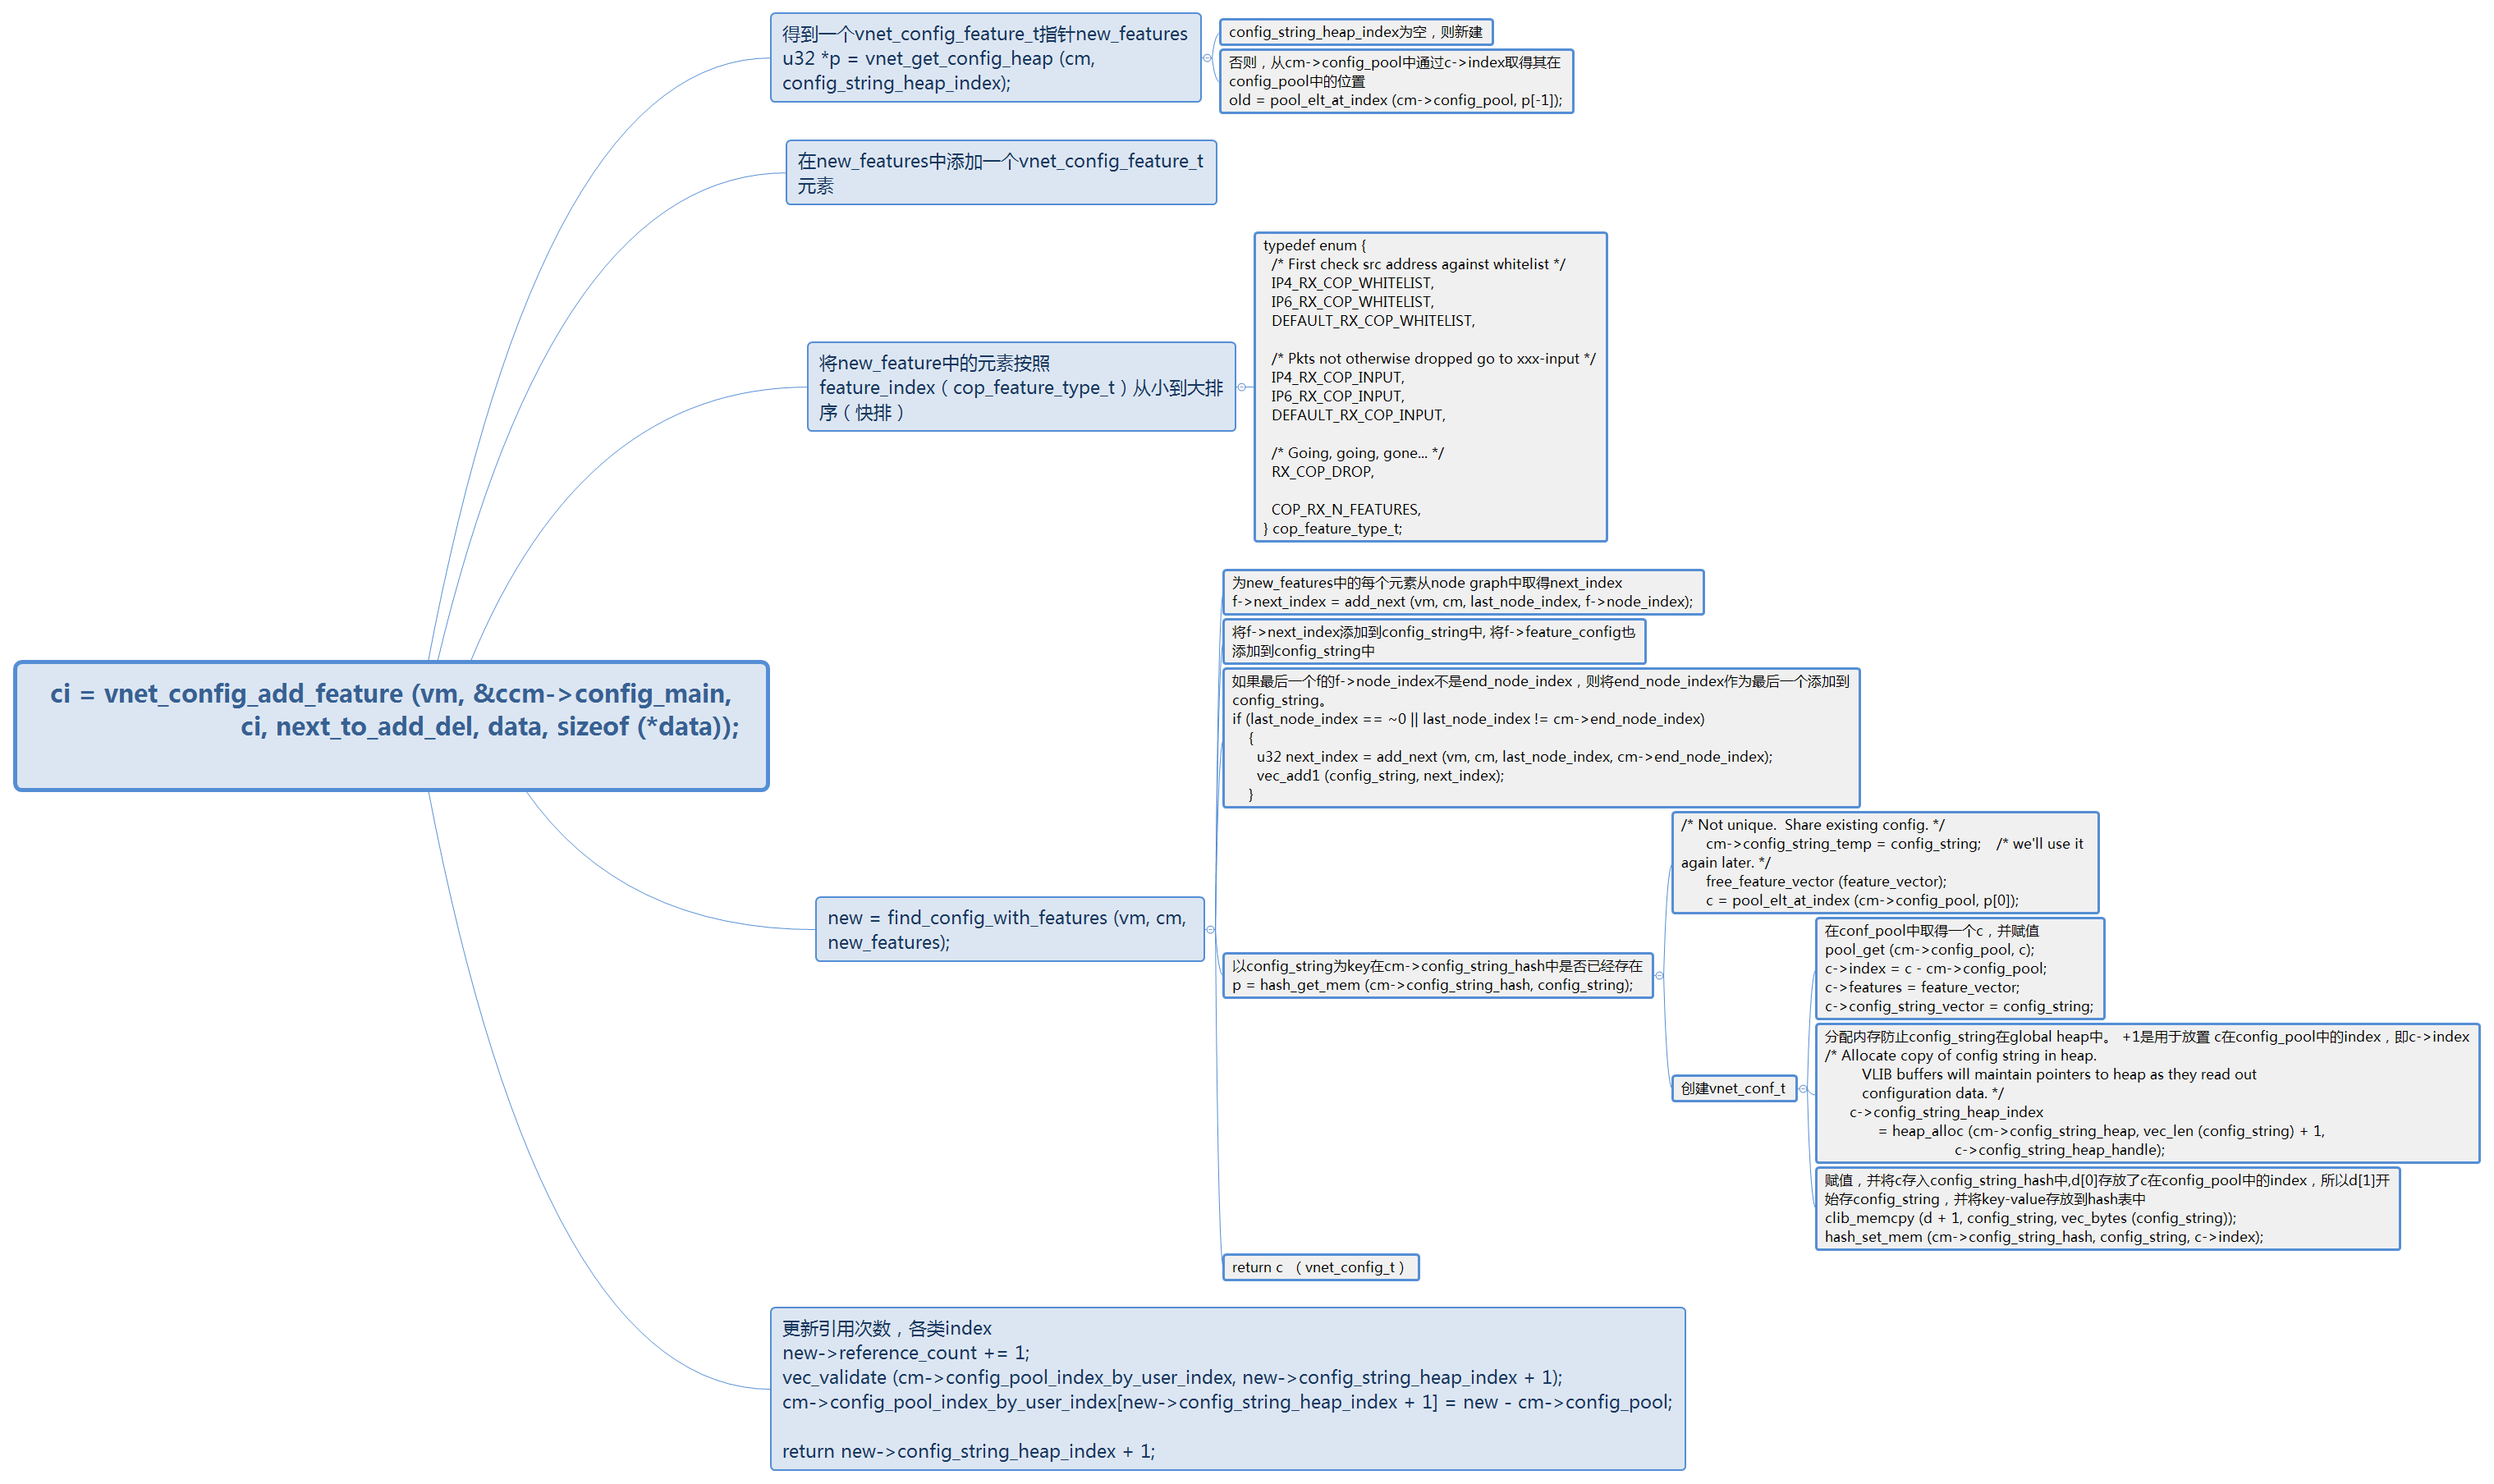 得到一个vnet_config_feature_t指针new_features
u32 *p = vnet_get_config_heap (cm,
config_string_heap_index);
config_string_heap_index为空，则新建
否则，从cm->config_pool中通过c->index取得其在
config_pool中的位置
old = pool_elt_at_index (cm->config_pool, p[-1]);
在new_features中添加一个vnet_config_feature_t
元素
将new_feature中的元素按照
feature_index（cop_feature_type_t）从小到大排
序（快排）
typedef enum {
/* First check src address against whitelist */
IP4_RX_COP_WHITELIST,
IP6_RX_COP_WHITELIST,
DEFAULT_RX_COP_WHITELIST,
/* Pkts not otherwise dropped go to xxx-input */
IP4_RX_COP_INPUT,
IP6_RX_COP_INPUT,
DEFAULT_RX_COP_INPUT,
/* Going, going, gone... */
RX_COP_DROP,
COP_RX_N_FEATURES,
} cop_feature_type_t;
ci = vnet_config_add_feature (vm, &ccm->config_main,
ci, next_to_add_del, data, sizeof (*data));
new = find_config_with_features (vm, cm,
new_features);
为new_features中的每个元素从node graph中取得next_index
f->next_index = add_next (vm, cm, last_node_index, f->node_index);
将f->next_index添加到config_string中, 将f->feature_config也
添加到config_string中
如果最后一个f的f->node_index不是end_node_index，则将end_node_index作为最后一个添加到
config_string。
if (last_node_index == ~0 || last_node_index != cm->end_node_index)
{
u32 next_index = add_next (vm, cm, last_node_index, cm->end_node_index);
vec_add1 (config_string, next_index);
}
以config_string为key在cm->config_string_hash中是否已经存在
p = hash_get_mem (cm->config_string_hash, config_string);
/* Not unique.  Share existing config. */
cm->config_string_temp = config_string;    /* we'll use it
again later. */
free_feature_vector (feature_vector);
c = pool_elt_at_index (cm->config_pool, p[0]);
创建vnet_conf_t
在conf_pool中取得一个c，并赋值
pool_get (cm->config_pool, c);
c->index = c - cm->config_pool;
c->features = feature_vector;
c->config_string_vector = config_string;
分配内存防止config_string在global heap中。 +1是用于放置 c在config_pool中的index，即c->index
/* Allocate copy of config string in heap.
VLIB buffers will maintain pointers to heap as they read out
configuration data. */
c->config_string_heap_index
= heap_alloc (cm->config_string_heap, vec_len (config_string) + 1,
c->config_string_heap_handle);
赋值，并将c存入config_string_hash中,d[0]存放了c在config_pool中的index，所以d[1]开
始存config_string，并将key-value存放到hash表中
clib_memcpy (d + 1, config_string, vec_bytes (config_string));
hash_set_mem (cm->config_string_hash, config_string, c->index);
return c （vnet_config_t）
更新引用次数，各类index
new->reference_count += 1;
vec_validate (cm->config_pool_index_by_user_index, new->config_string_heap_index + 1);
cm->config_pool_index_by_user_index[new->config_string_heap_index + 1] = new - cm->config_pool;
return new->config_string_heap_index + 1;